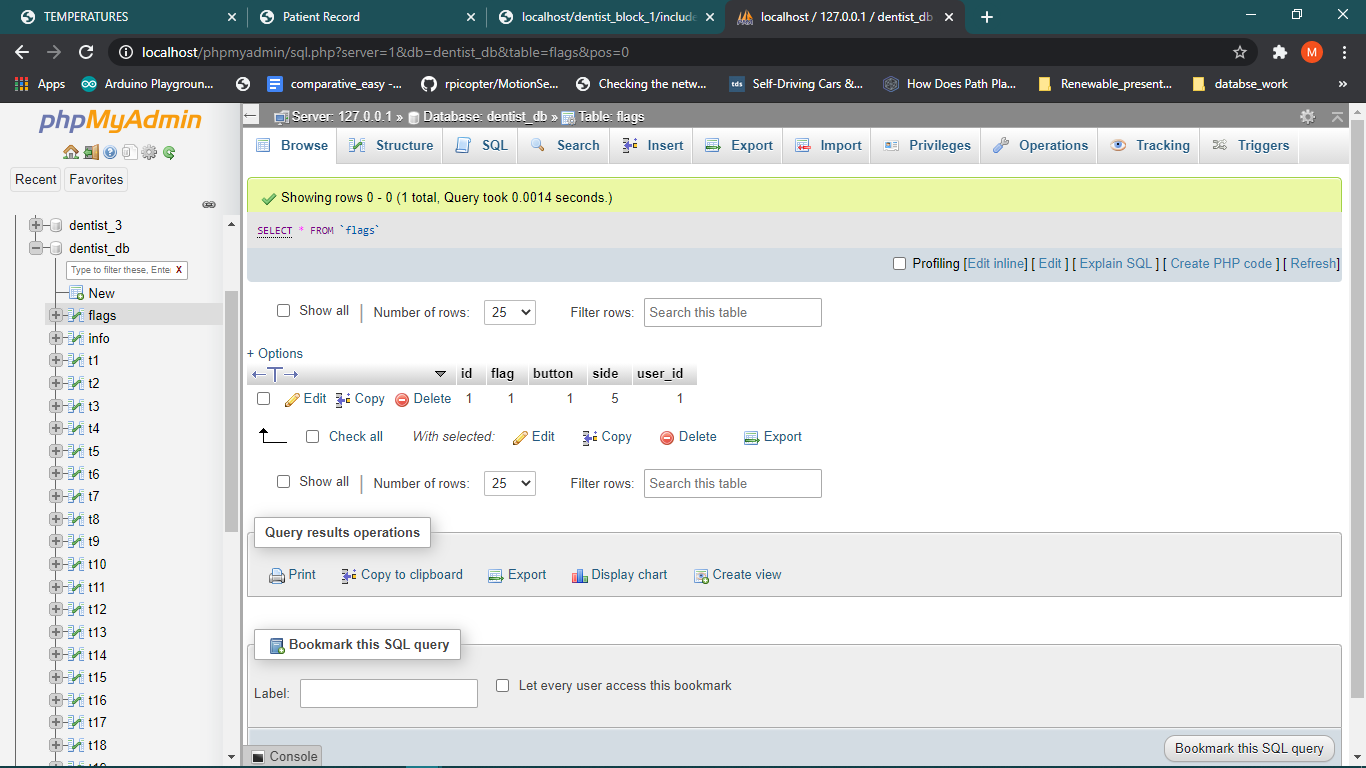 TEMPERATURES
Patient Record
localhost/dentist_block_1/include
localhost / 127.0.0.1 / dentist_db
localhost/phpmyadmin/sql.php?server=1&db=dentist_db&table=flags&pos=0
M
Apps
Arduino Playgroun...
comparative_easy -...
rpicopter/MotionSe...
Checking the netw...
tds
Self-Driving Cars &...
How Does Path Pla...
Renewable_present...
databse_work
phpMyAdmin
Recent
Favorites
dentist_3
dentist_db
Type to filter these, Ente
X
New
flags
info
t1
t2
t3
t4
t5
t6
t7
t8
t9
t10
t11
t12
t13
t14
t15
t16
t17
t18
Server: 127.0.0.1 » Database: dentist_db » Table: flags
Browse
Structure
SQL
Search
Insert
Export
Import
Privileges
Operations
Tracking
Triggers
Showing rows 0 - 0 (1 total, Query took 0.0014 seconds.)
SELECT * FROM `flags`
Profiling [Edit inline] [ Edit ] [ Explain SQL ] [ Create PHP code ] [ Refresh]
Show all | Number of rows: 25 Filter rows: Search this table
+ Options
←T→ id flag button side user_id
Edit Copy Delete 1 1 1 5 1
Check all With selected: Edit Copy Delete Export
Show all | Number of rows: 25 Filter rows: Search this table
Query results operations
Print Copy to clipboard Export Display chart Create view
Bookmark this SQL query
Label:
Let every user access this bookmark
Console
Bookmark this SQL query